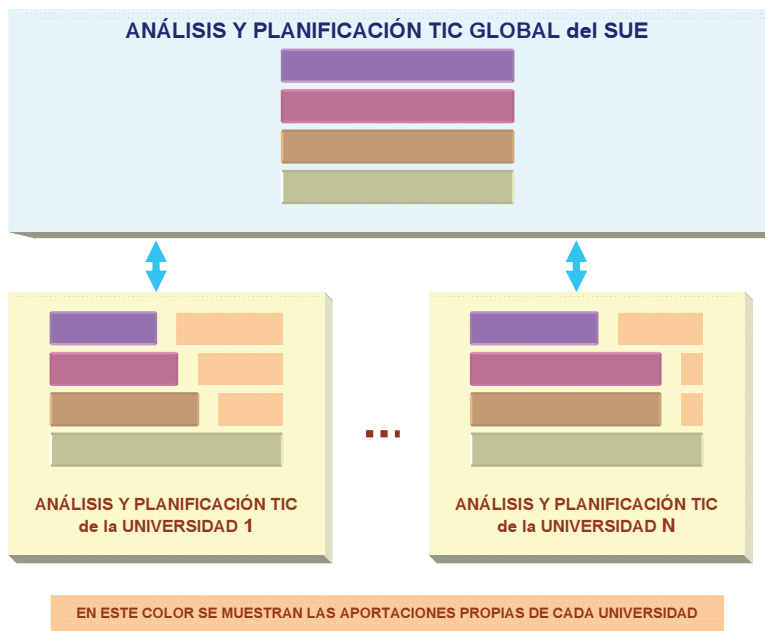 ANÁLISIS Y PLANIFICACIÓN TIC GLOBAL del SUE
...
ANÁLISIS Y PLANIFICACIÓN TIC
de la UNIVERSIDAD 1
ANÁLISIS Y PLANIFICACIÓN TIC
de la UNIVERSIDAD N
EN ESTE COLOR SE MUESTRAN LAS APORTACIONES PROPIAS DE CADA UNIVERSIDAD